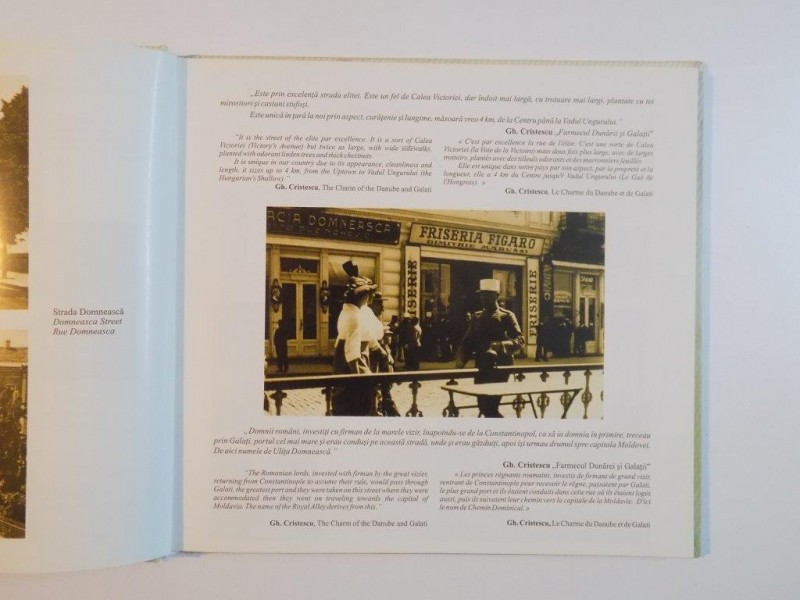 Strada Domnească
Domneasca Street
Rue Domneasca
„Este prin excelență strada elitei. Este un fel de Calea Victoriei, dar îndoit mai largă, cu trotuare mai largi, plantate cu tei
mirositori și castani stufoși.
Este unică în țară la noi prin aspect, curățenie și lungime, măsoară vreo 4 km, de la Centru până la Vadul Ungurului."
Gh. Cristescu „Farmecul Dunării și Galații"
"It is the street of the elite par excellence. It is a sort of Calea
Victoriei (Victory's Avenue) but twice as large, with wide sidewalks,
planted with odorant linden trees and thick chestnuts.
It is unique in our country due to its appearance, cleanliness and
length, it sizes up to 4 km, from the Uptown to Vadul Ungurului (the
Hungarian's Shallow)."
Gh. Cristescu, The Charm of the Danube and Galati
« C'est par excellence la rue de l'élite. C'est une sorte de Calea
Victoriei (la Voie de la Victoire) mais deux fois plus large, avec de larges
trotoirs, plantés avec des tilleuls odorants et des marronniers feuillés.
Elle est unique dans notre pays par son aspect, par la propreté et la
longueur, elle a 4 km du Centre jusqu'à Vadul Ungurului (Le Gué de
l'Hongrois). »
Gh. Cristescu, Le Charme du Danube et de Galati
ACIA DOMNEASCA
FRISERIA FIGARO
DIMITRIE
FRISERIE
FRISERIE
„Domnii români, investiți cu firman de la marele vizir, înapoindu-se de la Constantinopol, ca să ia domnia în primire, treceau
prin Galați, portul cel mai mare și erau conduși pe această stradă, unde și erau găzduiți, apoi își urmau drumul spre capitala Moldovei.
De aici numele de Ulița Domnească."
Gh. Cristescu „Farmecul Dunărei și Galații"
"The Romanian lords, invested with firman by the great vizier,
returning from Constantinople to assume their rule, would pass through
Galati, the greatest port and they were taken on this street where they were
accommodated then they went on traveling towards the capital of
Moldavia. The name of the Royal Alley derives from this."
Gh. Cristescu, The Charm of the Danube and Galati
« Les princes régnants roumains, investis de firmans de grand vizir,
rentrant de Constantinople pour recevoir le règne, passaient par Galati,
le plus grand port et ils étaient conduits dans cette rue où ils étaient logés
aussi, puis ils suivaient leur chemin vers la capitale de la Moldavie. D'ici
le nom de Chemin Dominical. »
Gh. Cristescu, Le Charme du Danube et de Galati